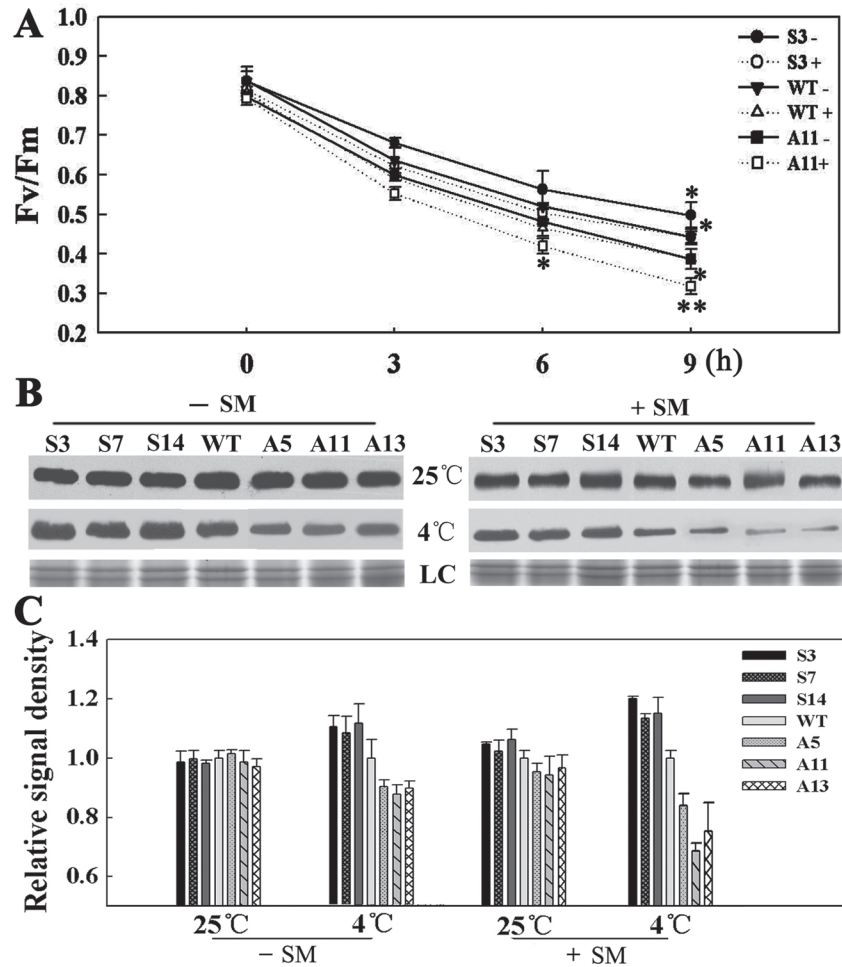 A
1.0
0.9
0.8
0.7
0.6
0.5
0.4
0.3
0.2
Fv/Fm
S3 -
S3 +
WT -
WT +
A11 -
A11+
*
*
*
*
**
0 3 6 9 (h)
B
− SM + SM
S3 S7 S14 WT A5 A11 A13 S3 S7 S14 WT A5 A11 A13
25℃
4℃
LC
C
Relative signal density
1.4
1.2
1.0
0.8
0.6
S3
S7
S14
WT
A5
A11
A13
25℃ 4℃ 25℃ 4℃
− SM + SM